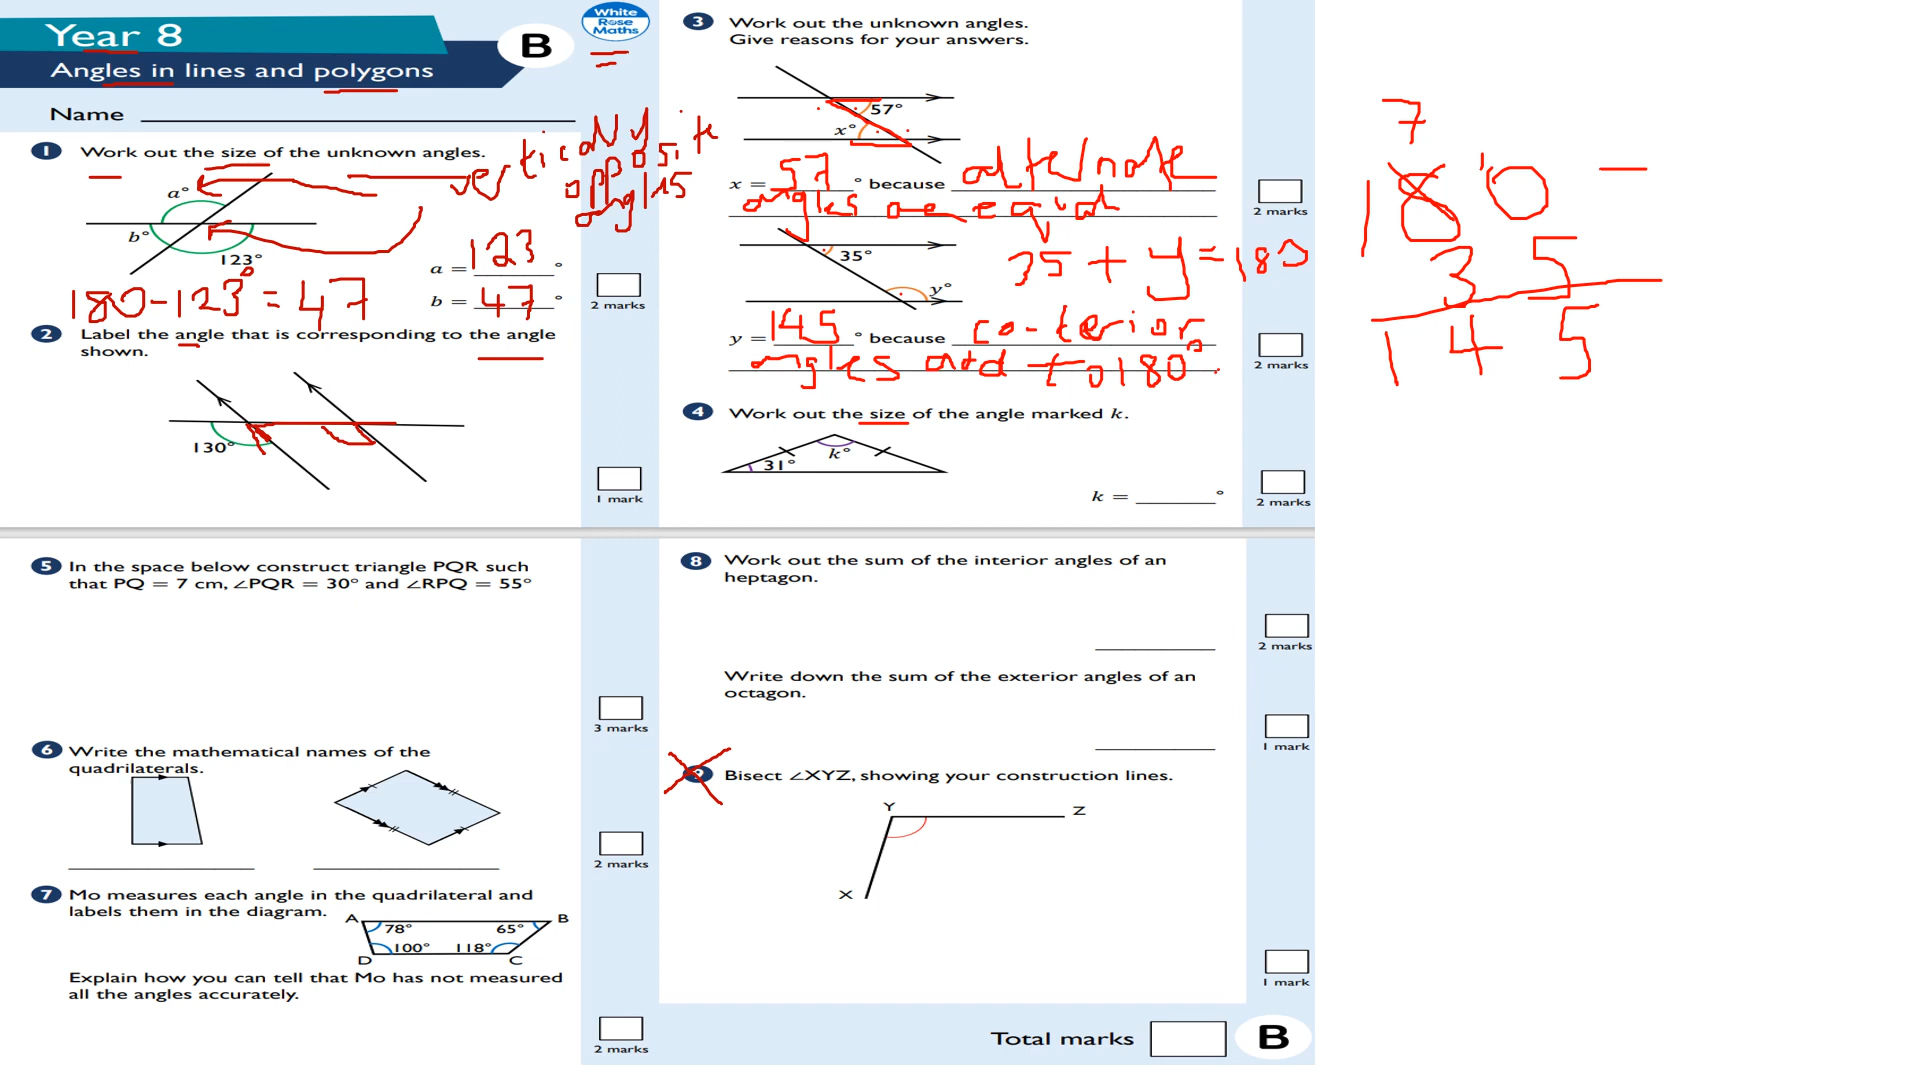 Year 8
Angles in lines and polygons
B
White
Rose
Maths
Name
1 Work out the size of the unknown angles.
a°
b°
123°
vertically
opposite
angles
a = 123°
180-123° = 47
b = 47°
2 marks
2 Label the angle that is corresponding to the angle
shown.
130°
1 mark
3 Work out the unknown angles.
Give reasons for your answers.
57°
x°
x = 57° because alternate
angles are equal
2 marks
35°
y°
35 + y = 180
y = 145° because co-terior
angles add to 180°.
2 marks
4 Work out the size of the angle marked k.
31°
k°
k = °
2 marks
7
18 10 -
3 5
1 4 5
5 In the space below construct triangle PQR such
that PQ = 7 cm, ∠PQR = 30° and ∠RPQ = 55°
3 marks
6 Write the mathematical names of the
quadrilaterals.
2 marks
7 Mo measures each angle in the quadrilateral and
labels them in the diagram.
A B
78° 65°
100° 118°
D C
Explain how you can tell that Mo has not measured
all the angles accurately.
2 marks
8 Work out the sum of the interior angles of an
heptagon.
2 marks
Write down the sum of the exterior angles of an
octagon.
1 mark
9 Bisect ∠XYZ, showing your construction lines.
Y Z
X
1 mark
Total marks
B